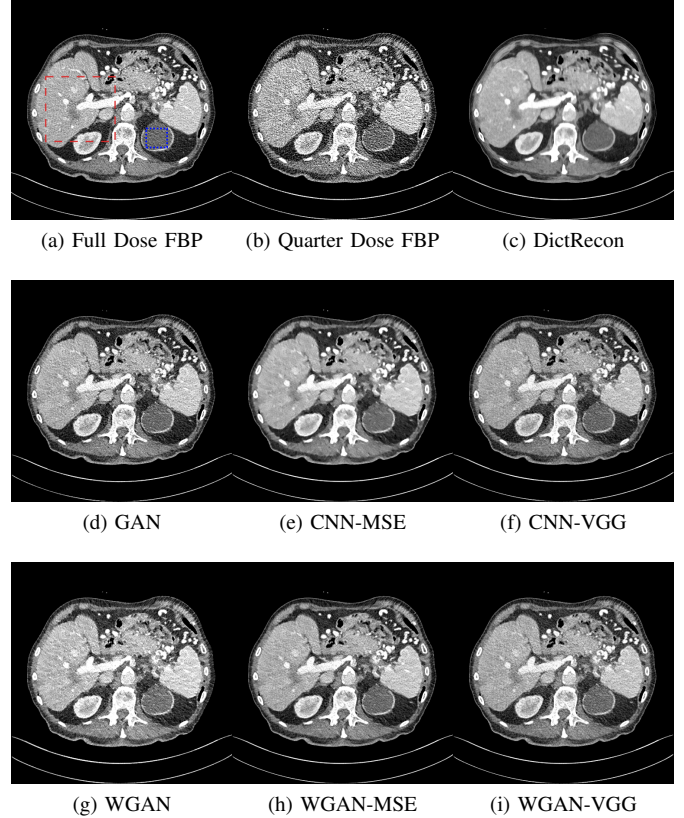 (a) Full Dose FBP
(b) Quarter Dose FBP
(c) DictRecon
(d) GAN
(e) CNN-MSE
(f) CNN-VGG
(g) WGAN
(h) WGAN-MSE
(i) WGAN-VGG